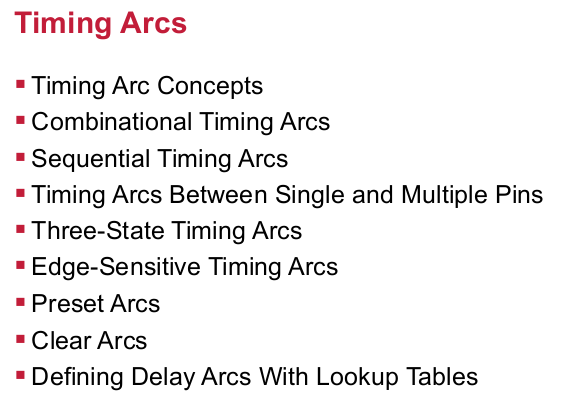 Timing Arcs
▪ Timing Arc Concepts
▪ Combinational Timing Arcs
▪ Sequential Timing Arcs
▪ Timing Arcs Between Single and Multiple Pins
▪ Three-State Timing Arcs
▪ Edge-Sensitive Timing Arcs
▪ Preset Arcs
▪ Clear Arcs
▪ Defining Delay Arcs With Lookup Tables